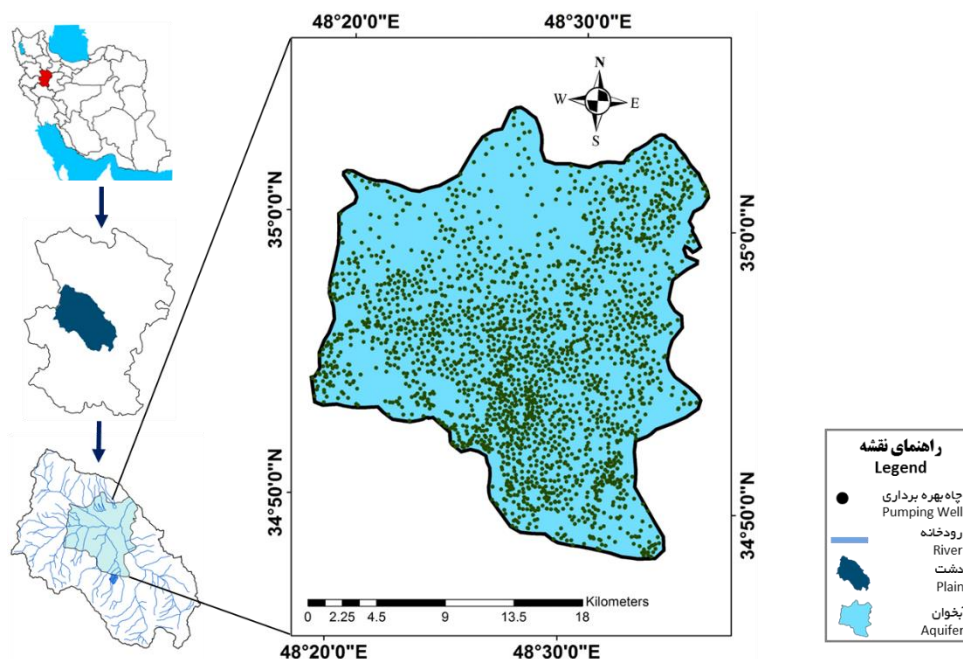 48°20'0"E
48°30'0"E
N
W
E
S
35°0'0"N
35°0'0"N
34°50'0"N
34°50'0"N
Kilometers
0 2.25 4.5 9 13.5 18
48°20'0"E
48°30'0"E
راهنمای نقشه
Legend
چاه بهره برداری
Pumping Well
رودخانه
River
دشت
Plain
آبخوان
Aquifer